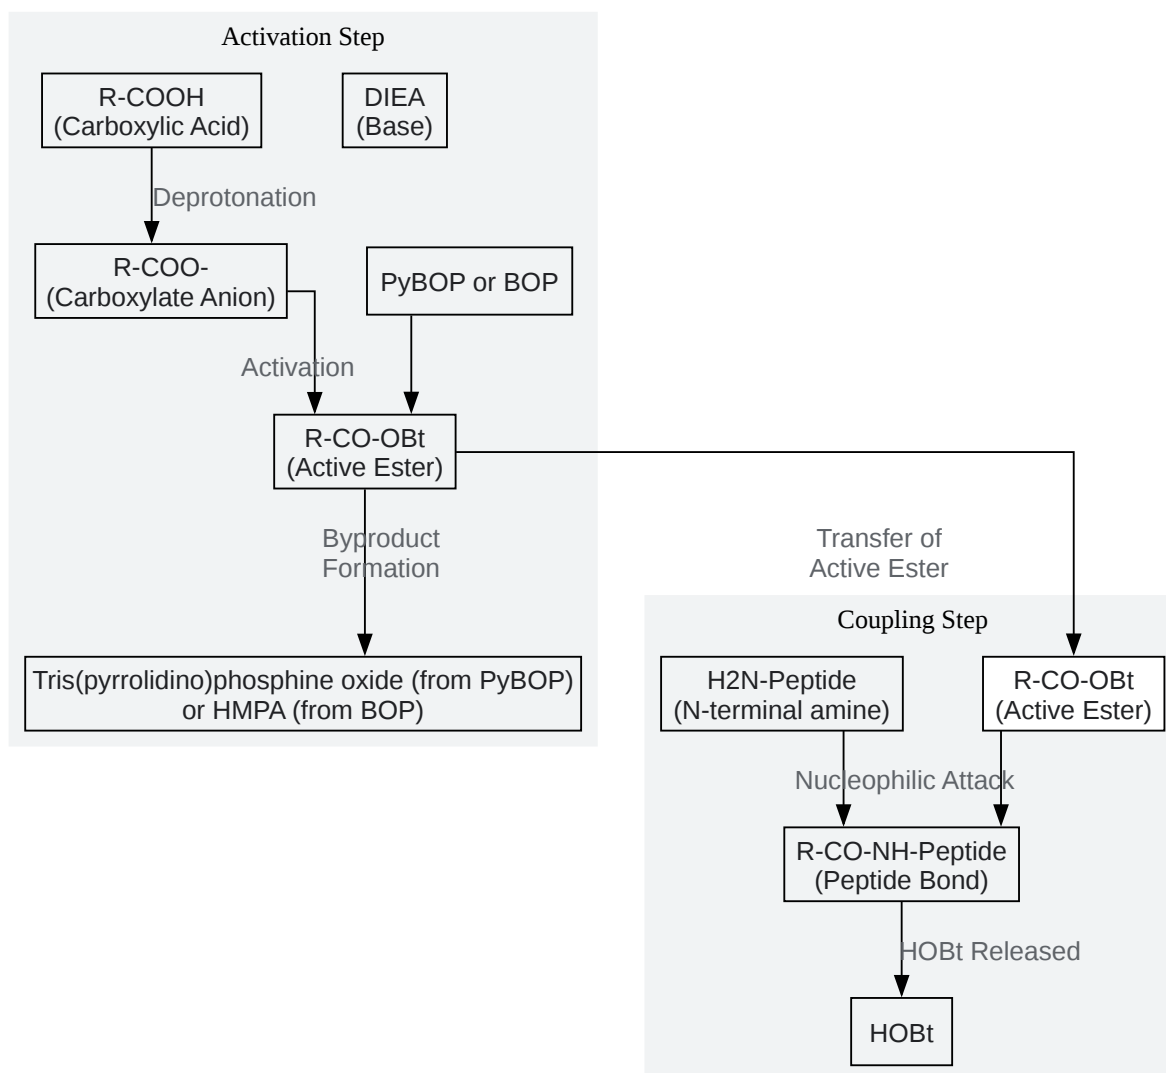 Activation Step
R-COOH
(Carboxylic Acid)
DIEA
(Base)
Deprotonation
R-COO-
(Carboxylate Anion)
PyBOP or BOP
Activation
R-CO-OBt
(Active Ester)
Byproduct
Formation
Transfer of
Active Ester
Tris(pyrrolidino)phosphine oxide (from PyBOP)
or HMPA (from BOP)
Coupling Step
H2N-Peptide
(N-terminal amine)
R-CO-OBt
(Active Ester)
Nucleophilic Attack
R-CO-NH-Peptide
(Peptide Bond)
HOBt Released
HOBt